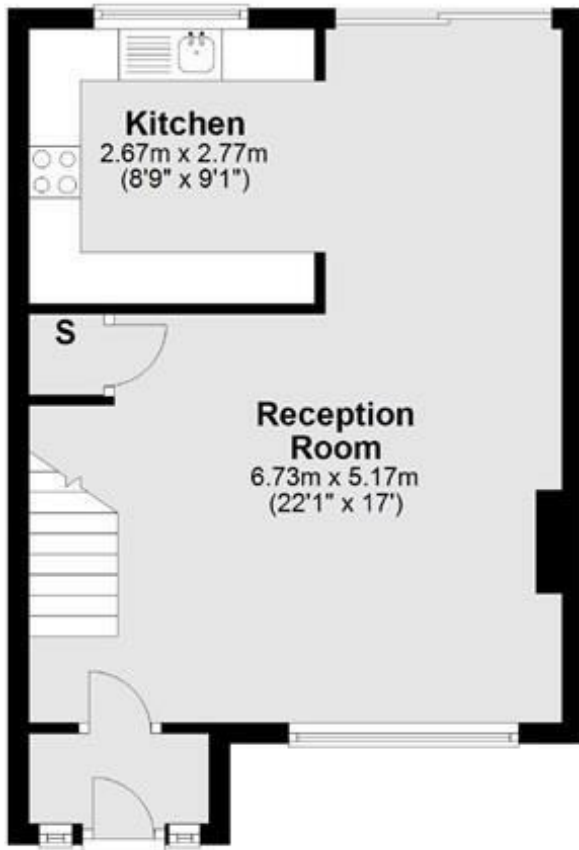 Kitchen
2.67m x 2.77m
(8'9" x 9'1")
S
Reception
Room
6.73m x 5.17m
(22'1" x 17')